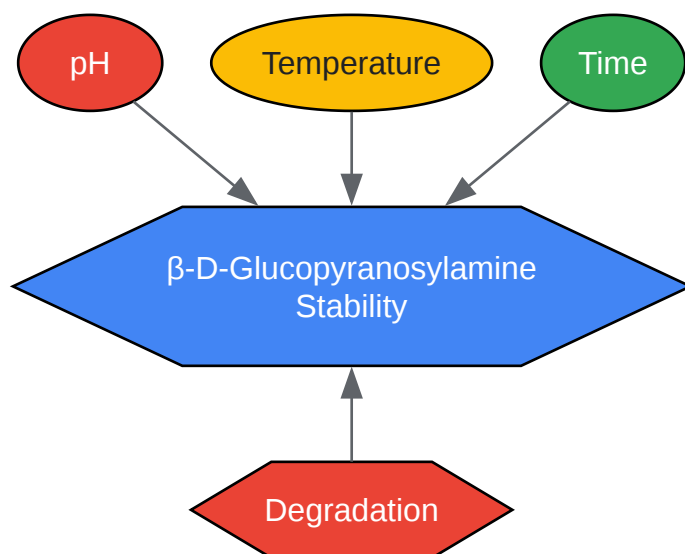 pH
Temperature
Time
β-D-Glucopyranosylamine
Stability
Degradation